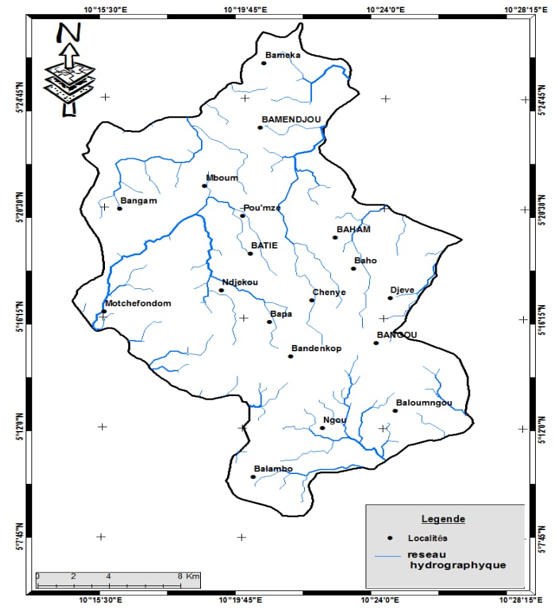 10°15'30"E 10°19'45"E 10°24'0"E 10°28'15"E
N
Bameka
5°24'45"N 5°24'45"N
BAMENDJOU
Mboum
Bangam
Pou'mze
5°20'30"N 5°20'30"N
BAHAM
BATIE
Baho
Ndjekou
Chenye
Djeve
Motchefondom
Bapa
5°16'15"N 5°16'15"N
BANGOU
Bandenkop
Baloumngou
Ngou
5°12'0"N 5°12'0"N
Balambo
Legende
Localités
reseau
hydrographyque
5°7'45"N 5°7'45"N
0 2 4 8 Km
10°15'30"E 10°19'45"E 10°24'0"E 10°28'15"E